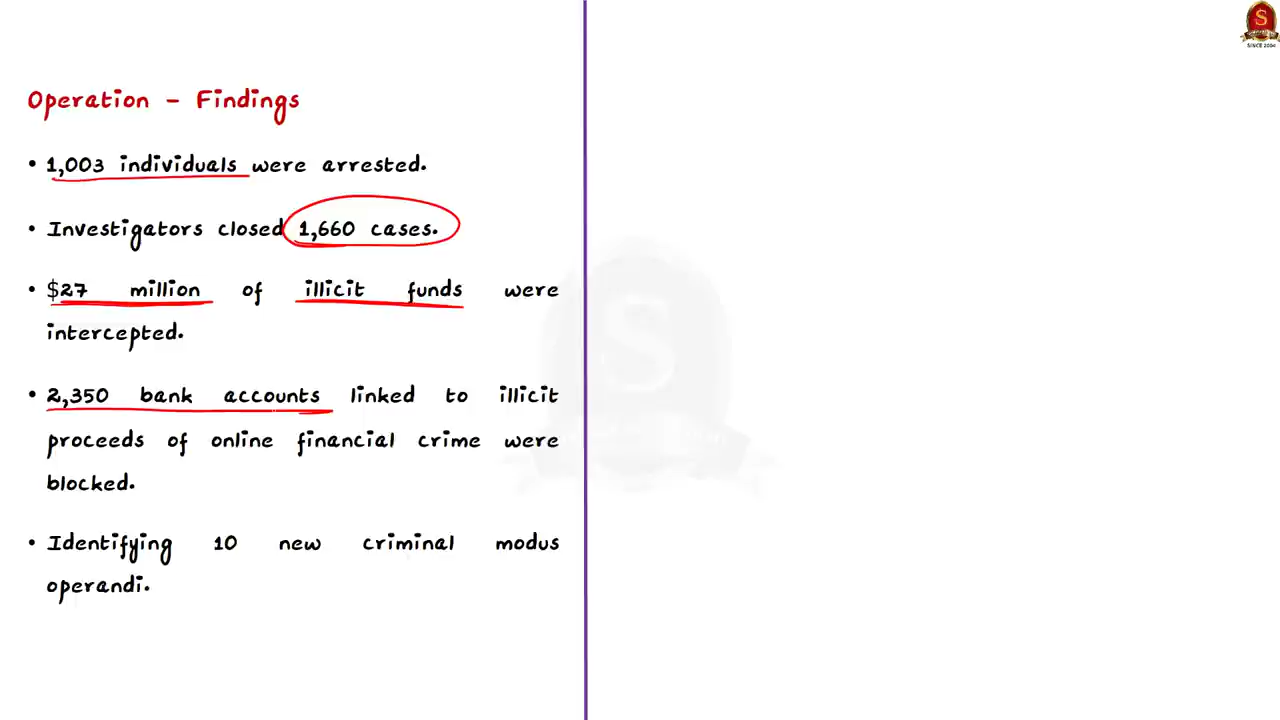 Operation - Findings
• 1,003 individuals were arrested.
• Investigators closed 1,660 cases.
• $27 million of illicit funds were
intercepted.
• 2,350 bank accounts linked to illicit
proceeds of online financial crime were
blocked.
• Identifying 10 new criminal modus
operandi.
S
SINCE 2004
S